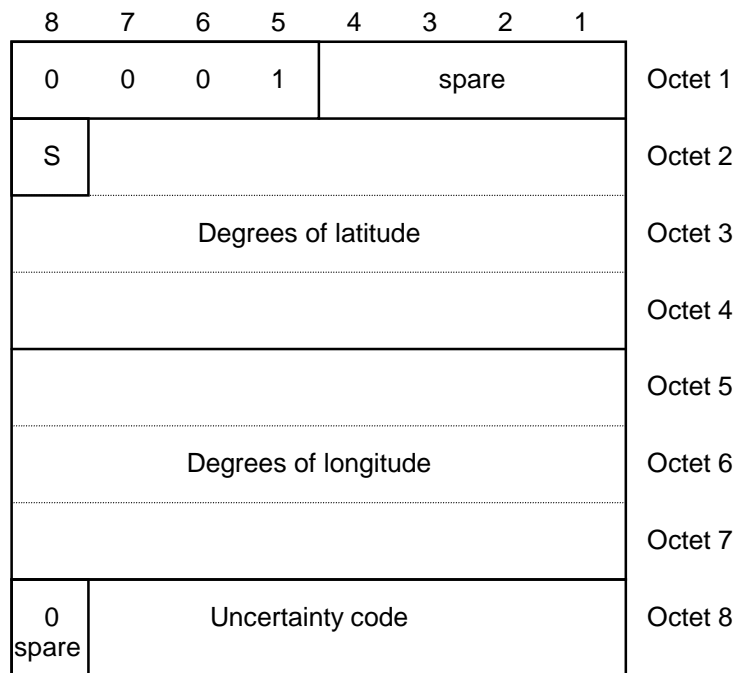 8 7 6 5 4 3 2 1
0 0 0 1 spare Octet 1
S Octet 2
Degrees of latitude Octet 3
Octet 4
Octet 5
Degrees of longitude Octet 6
Octet 7
0 Uncertainty code Octet 8
spare